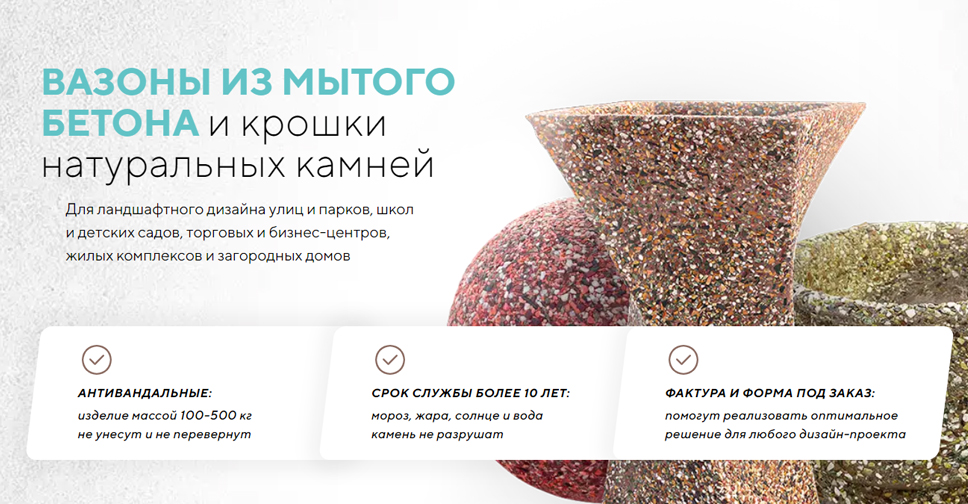 ВАЗОНЫ ИЗ МЫТОГО
БЕТОНА и крошки
натуральных камней
Для ландшафтного дизайна улиц и парков, школ
и детских садов, торговых и бизнес-центров,
жилых комплексов и загородных домов
АНТИВАНДАЛЬНЫЕ:
изделие массой 100-500 кг
не унесут и не перевернут
СРОК СЛУЖБЫ БОЛЕЕ 10 ЛЕТ:
мороз, жара, солнце и вода
камень не разрушат
ФАКТУРА И ФОРМА ПОД ЗАКАЗ:
помогут реализовать оптимальное
решение для любого дизайн-проекта